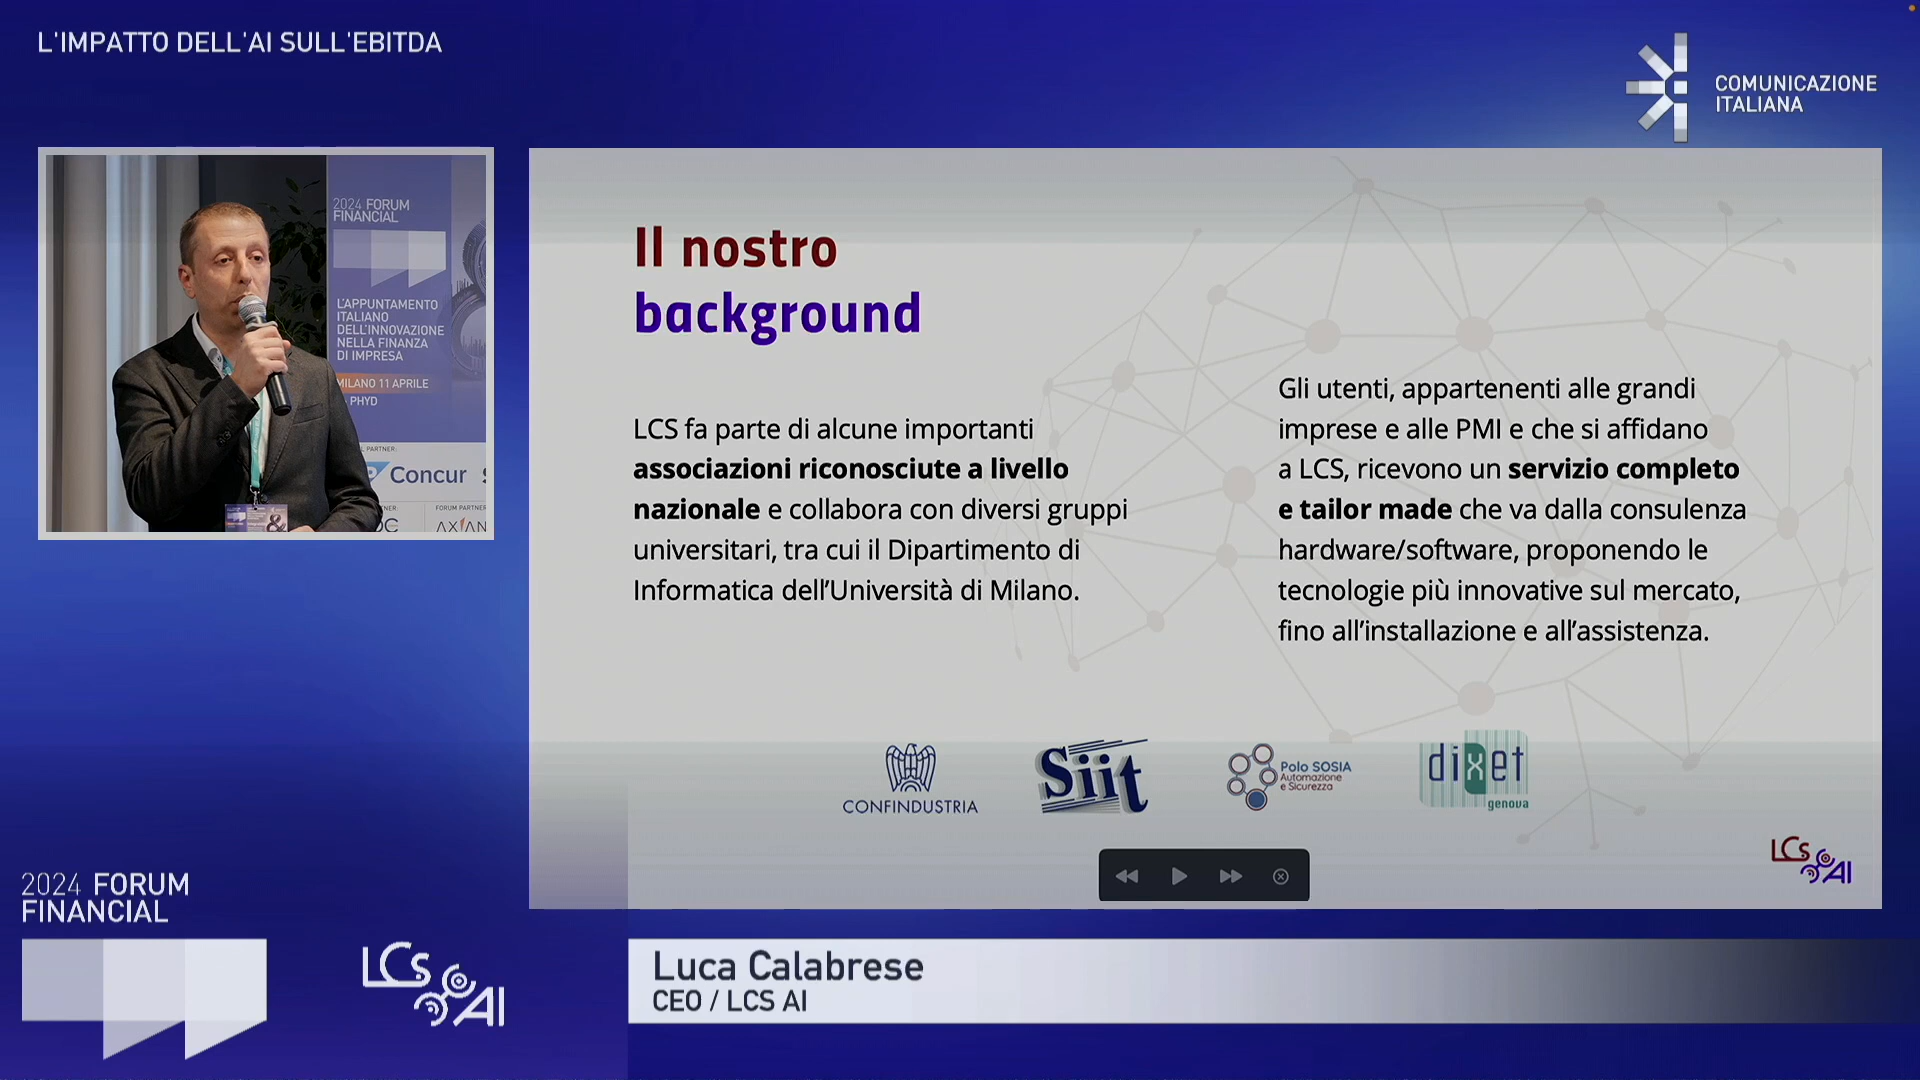 L'IMPATTO DELL'AI SULL'EBITDA
COMUNICAZIONE
ITALIANA
2024 FORUM
FINANCIAL
L'APPUNTAMENTO
ITALIANO
DELL'INNOVAZIONE
NELLA FINANZA
DI IMPRESA
MILANO 11 APRILE
PHYD
PARTNER:
Concur
FORUM PARTNER
AXIAN
Il nostro
background
LCS fa parte di alcune importanti
associazioni riconosciute a livello
nazionale e collabora con diversi gruppi
universitari, tra cui il Dipartimento di
Informatica dell’Università di Milano.
Gli utenti, appartenenti alle grandi
imprese e alle PMI e che si affidano
a LCS, ricevono un servizio completo
e tailor made che va dalla consulenza
hardware/software, proponendo le
tecnologie più innovative sul mercato,
fino all’installazione e all’assistenza.
CONFINDUSTRIA
Siit
Polo SOSIA
Automazione
e Sicurezza
dixet
genova
LCs
AI
2024 FORUM
FINANCIAL
LCs
AI
Luca Calabrese
CEO / LCS AI